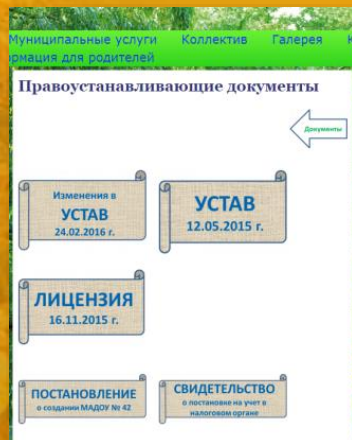 Муниципальные услуги Коллектив Галерея
рмация для родителей
Правоустанавливающие документы
Документы
Изменения в
УСТАВ
24.02.2016 г.
УСТАВ
12.05.2015 г.
ЛИЦЕНЗИЯ
16.11.2015 г.
ПОСТАНОВЛЕНИЕ
о создании МАДОУ № 42
СВИДЕТЕЛЬСТВО
о постановке на учет в
налоговом органе